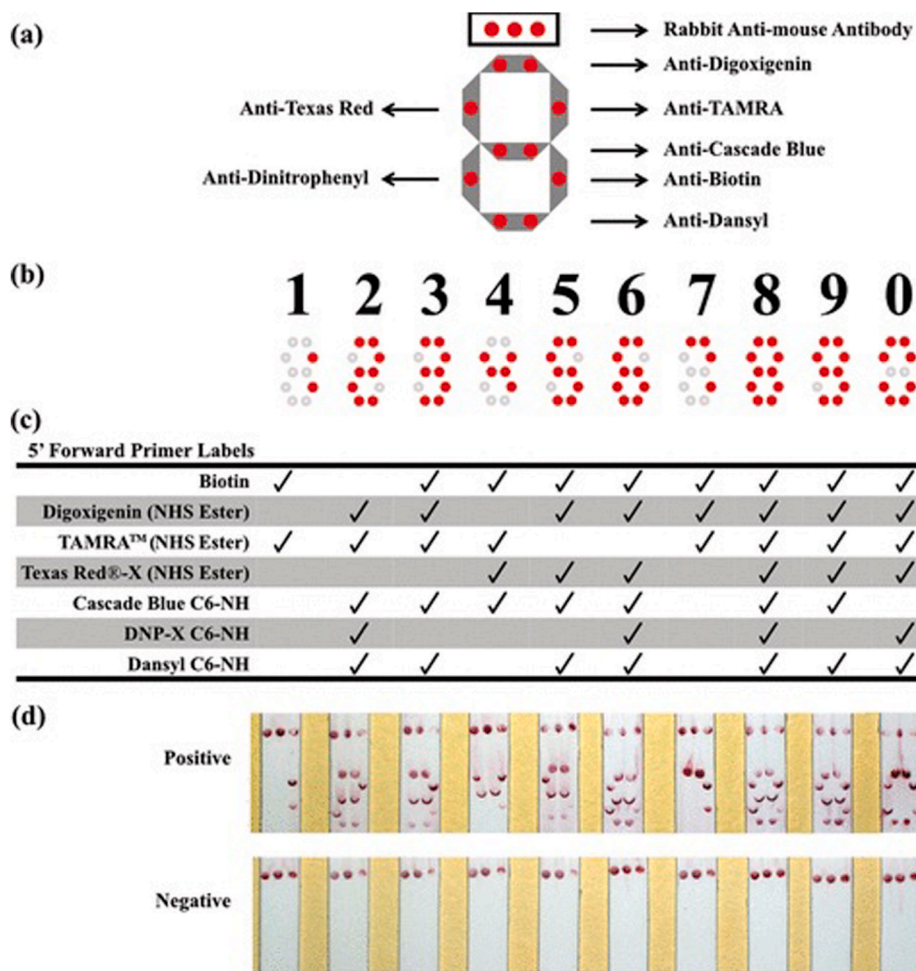 (a)
Rabbit Anti-mouse Antibody
Anti-Digoxigenin
Anti-Texas Red
Anti-TAMRA
Anti-Cascade Blue
Anti-Dinitrophenyl
Anti-Biotin
Anti-Dansyl
(b)
1 2 3 4 5 6 7 8 9 0
(c)
5' Forward Primer Labels
Biotin ✓ ✓ ✓ ✓ ✓ ✓ ✓ ✓ ✓
Digoxigenin (NHS Ester) ✓ ✓ ✓ ✓ ✓ ✓ ✓ ✓
TAMRA™ (NHS Ester) ✓ ✓ ✓ ✓ ✓ ✓ ✓ ✓
Texas Red®-X (NHS Ester) ✓ ✓ ✓ ✓ ✓ ✓
Cascade Blue C6-NH ✓ ✓ ✓ ✓ ✓ ✓ ✓
DNP-X C6-NH ✓ ✓ ✓ ✓
Dansyl C6-NH ✓ ✓ ✓ ✓ ✓ ✓ ✓
(d)
Positive
Negative